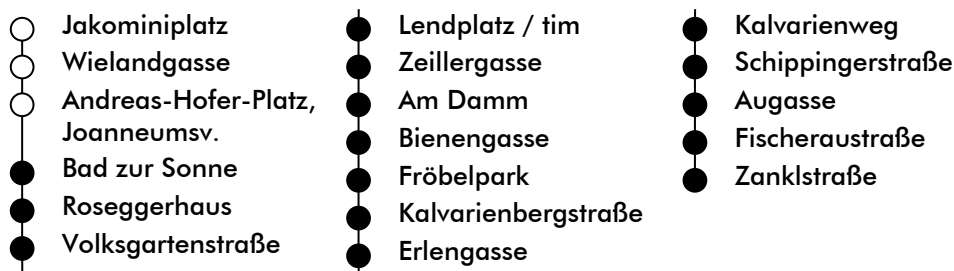 Jakominiplatz
Wielandgasse
Andreas-Hofer-Platz,
Joanneumsv.
Bad zur Sonne
Roseggerhaus
Volksgartenstraße
Lendplatz / tim
Zeillergasse
Am Damm
Bienengasse
Fröbelpark
Kalvarienbergstraße
Erlengasse
Kalvarienweg
Schippingerstraße
Augasse
Fischeraustraße
Zanklstraße